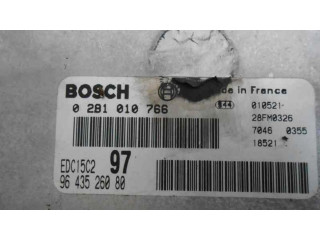 BOSCH
de in France
0 281 010 766
010521
28FM0326
7046 0355
18521
EDC15C2 97
96 435 260 80